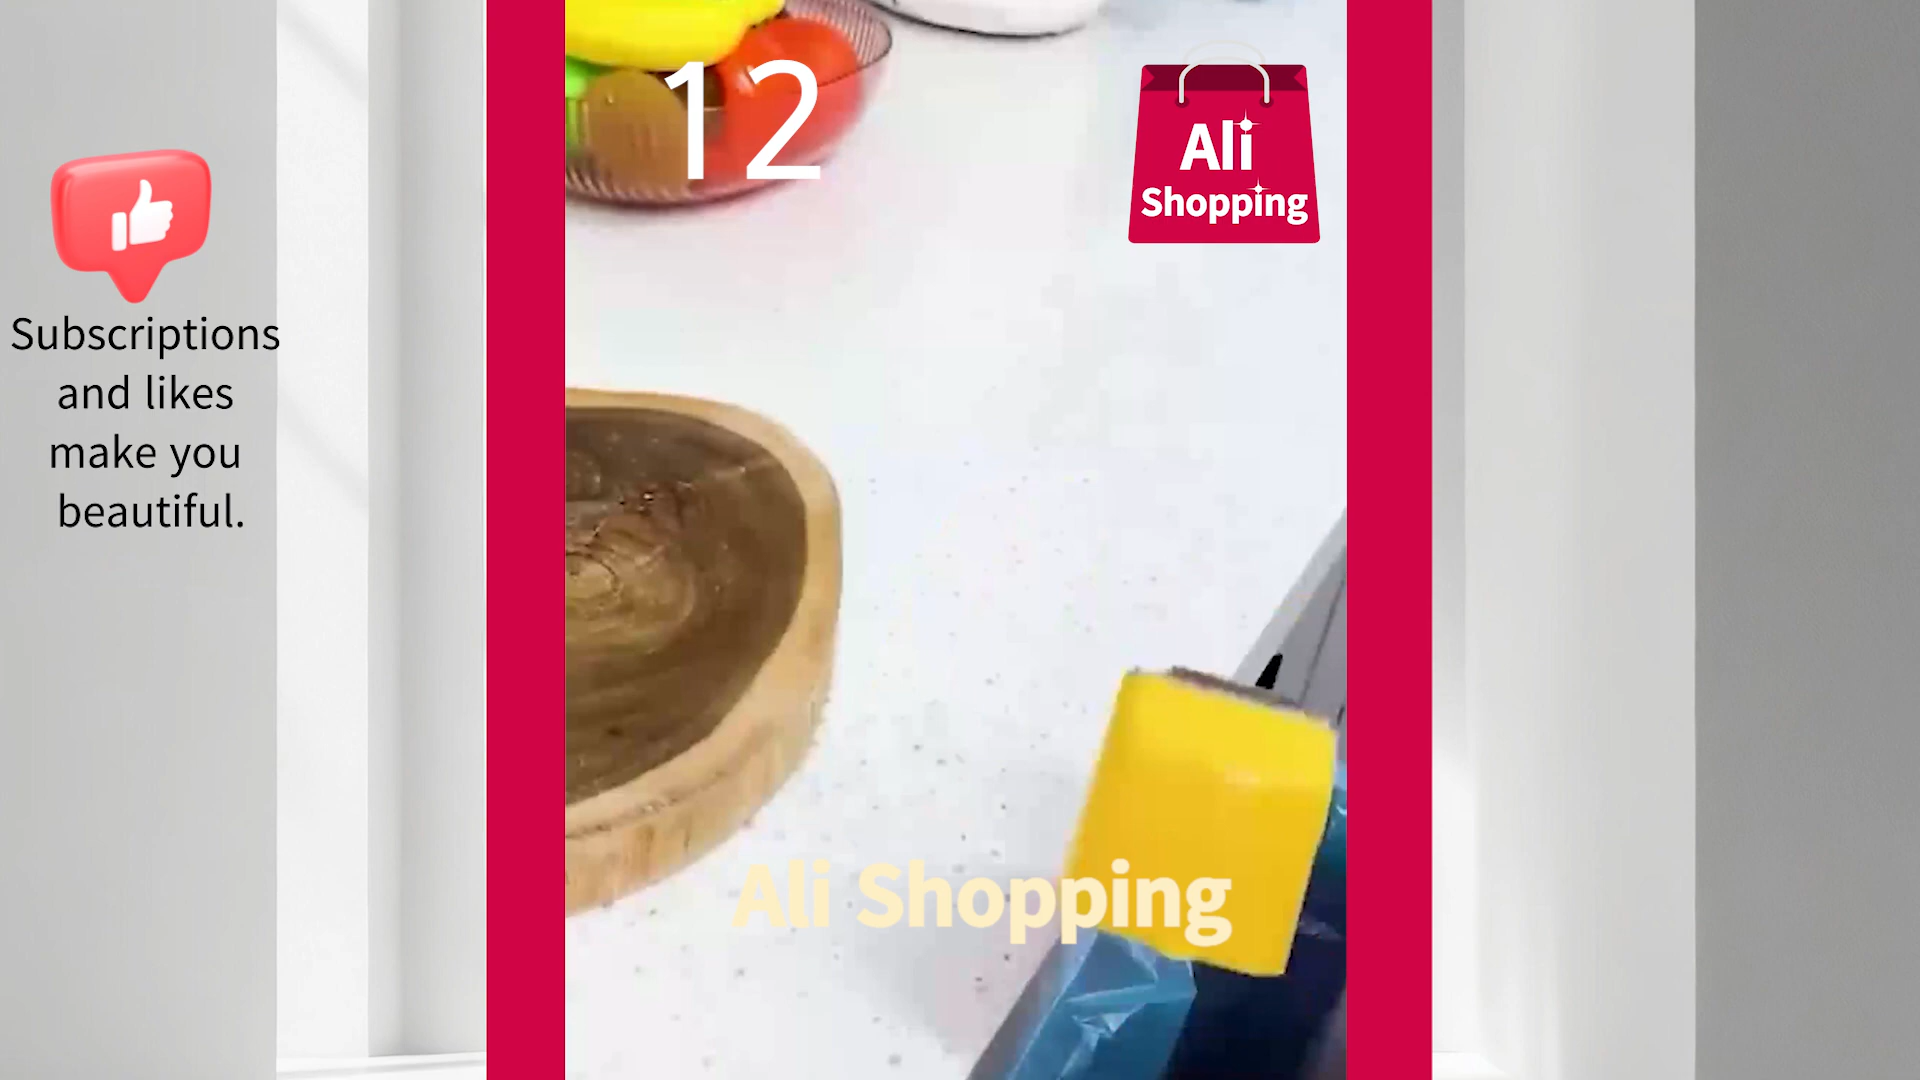 12
Ali
Shopping
Subscriptions
and likes
make you
beautiful.
Ali Shopping